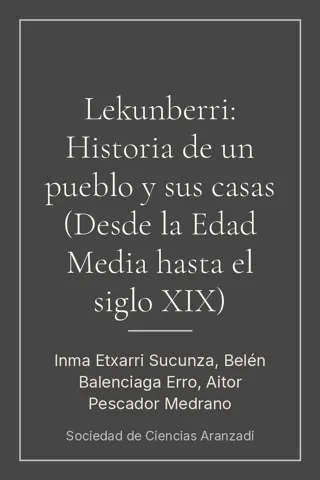 Lekunberri:
Historia de un
pueblo y sus casas
(Desde la Edad
Media hasta el
siglo XIX)
Inma Etxarri Sucunza, Belén
Balenciaga Erro, Aitor
Pescador Medrano
Sociedad de Ciencias Aranzadi